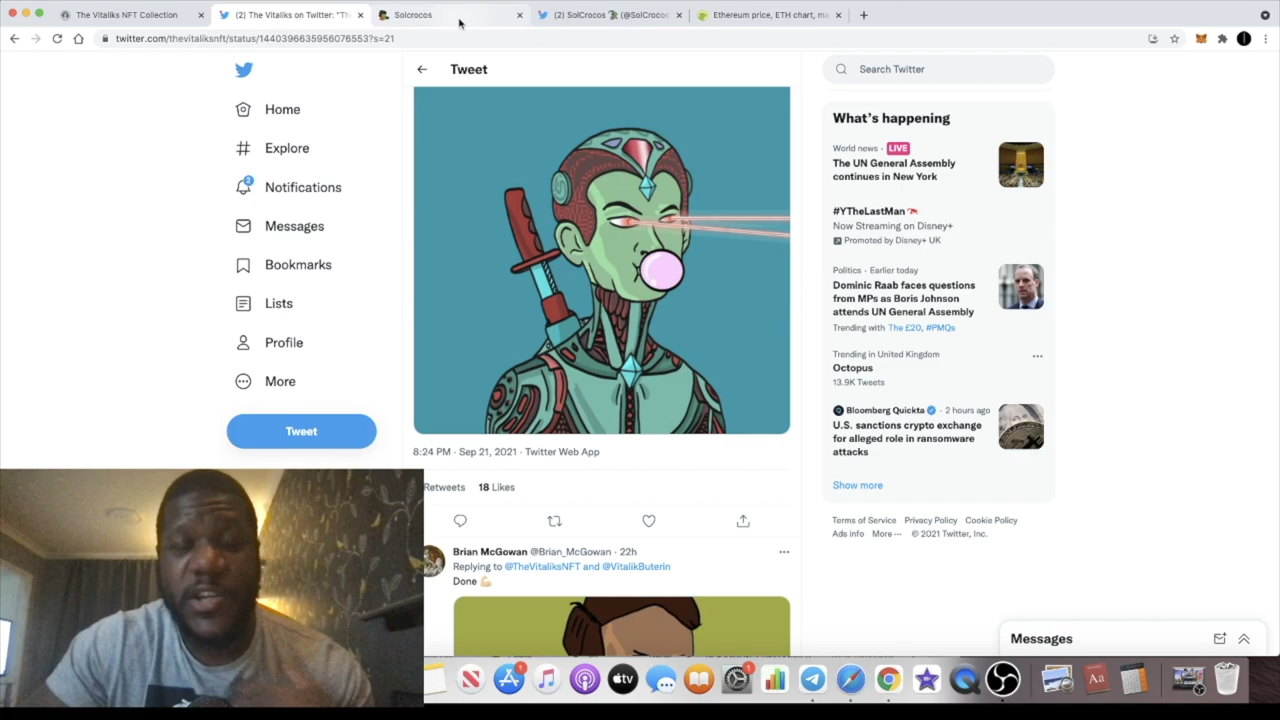 The Vitaliks NFT Collection
(2) The Vitaliks on Twitter: "Th
Solcrocos
(2) SolCrocos 🐊 (@SolCrocos
Ethereum price, ETH chart, ma
twitter.com/thevitaliksnft/status/1440396635956076553?s=21
Home
Explore
2
Notifications
Messages
Bookmarks
Lists
Profile
More
Tweet
Tweet
8:24 PM · Sep 21, 2021 · Twitter Web App
Retweets 18 Likes
Brian McGowan @Brian_McGowan · 22h
Replying to @TheVitaliksNFT and @VitalikButerin
Done 💪🏼
Search Twitter
What's happening
World news · LIVE
The UN General Assembly
continues in New York
#YTheLastMan
Now Streaming on Disney+
Promoted by Disney+ UK
Politics · Earlier today
Dominic Raab faces questions
from MPs as Boris Johnson
attends UN General Assembly
Trending with The £20, #PMQs
Trending in United Kingdom
Octopus
13.9K Tweets
Bloomberg Quickta · 2 hours ago
U.S. sanctions crypto exchange
for alleged role in ransomware
attacks
Show more
Terms of Service Privacy Policy Cookie Policy
Ads info More ··· © 2021 Twitter, Inc.
Messages
1
tv
1
Aa